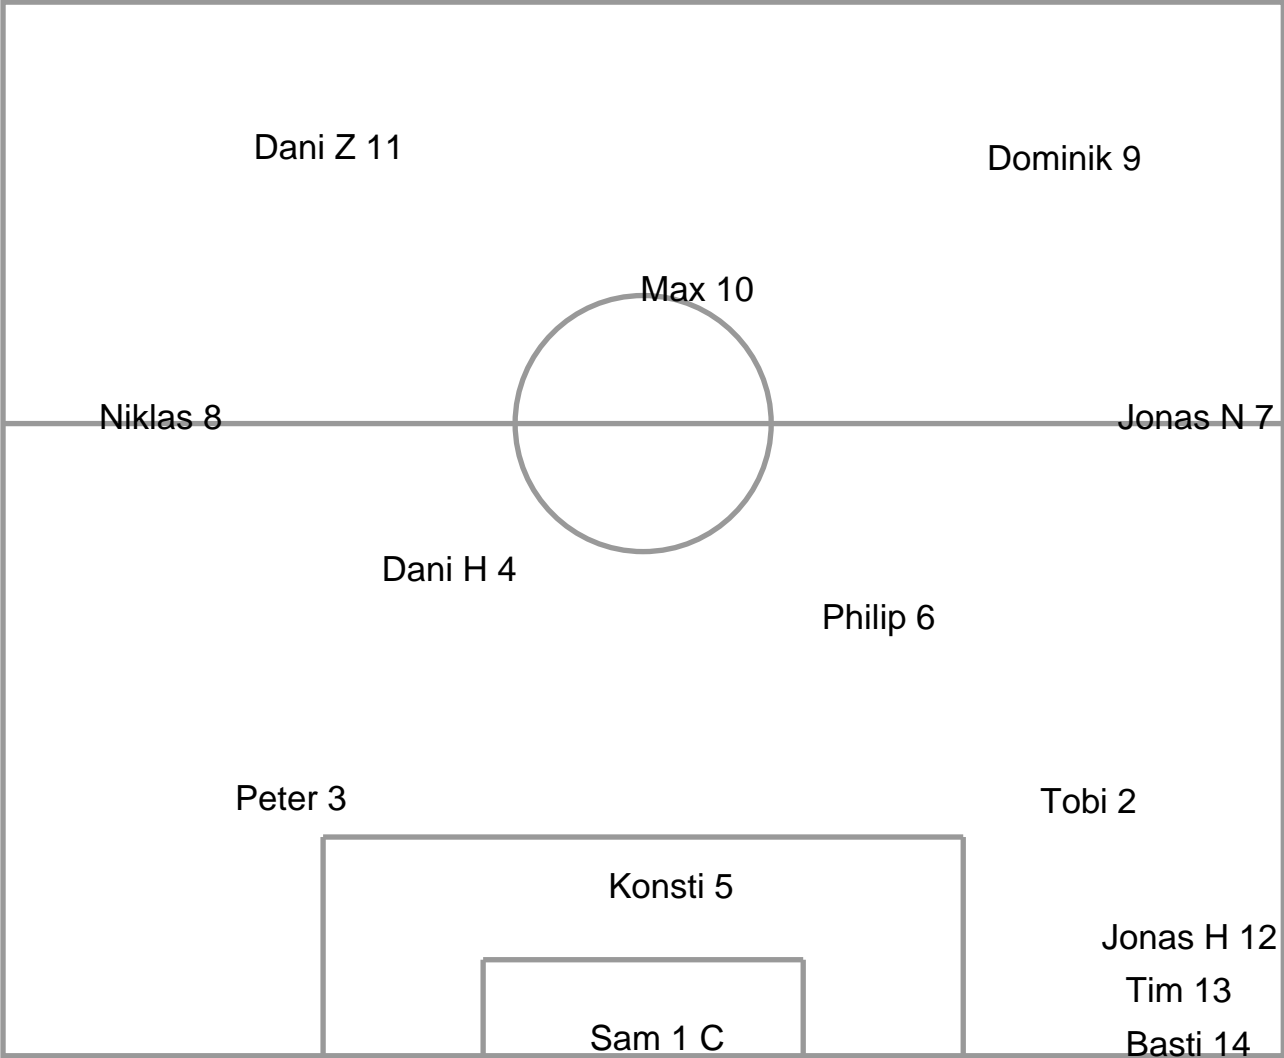 Dani Z 11
Dominik 9
Max 10
Niklas 8
Jonas N 7
Dani H 4
Philip 6
Peter 3
Tobi 2
Konsti 5
Jonas H 12
Tim 13
Sam 1 C
Basti 14